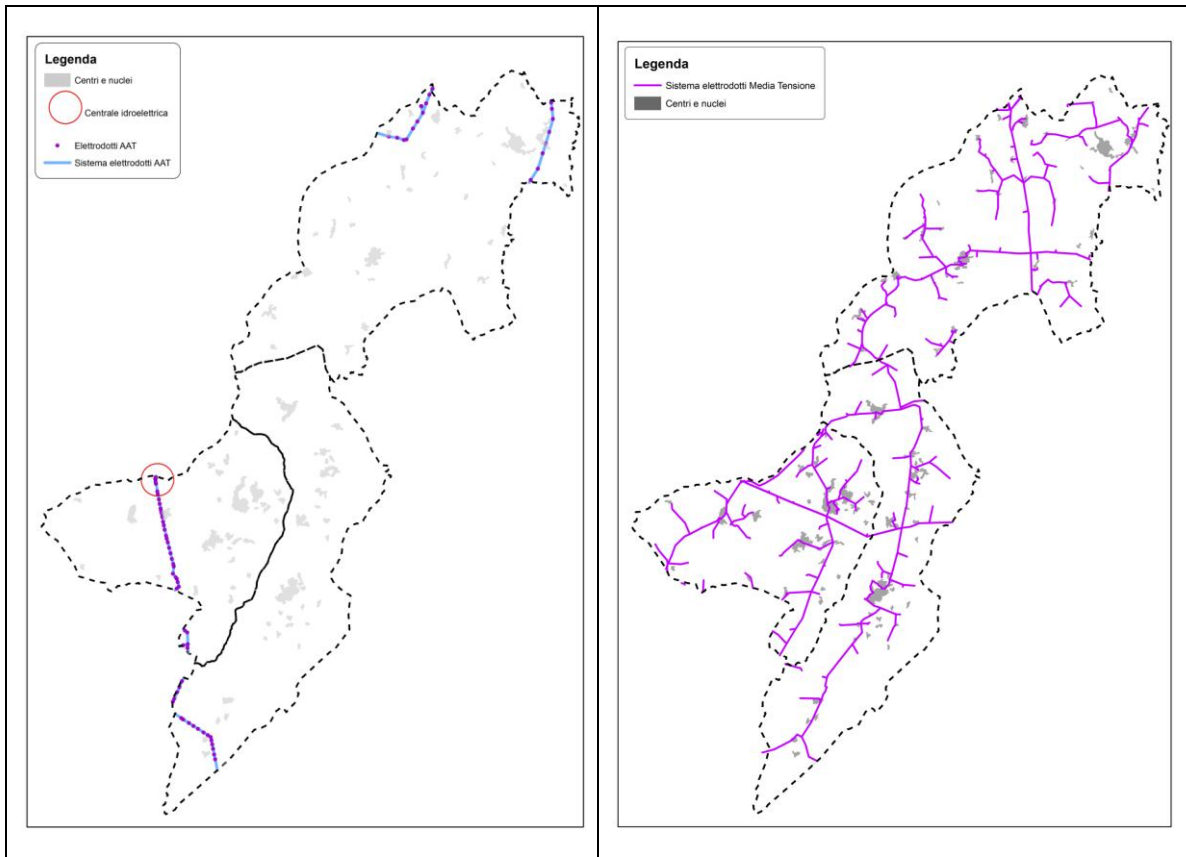 Legenda
Centri e nuclei
Centrale idroelettrica
Elettrodotti AAT
Sistema elettrodotti AAT
Legenda
Sistema elettrodotti Media Tensione
Centri e nuclei